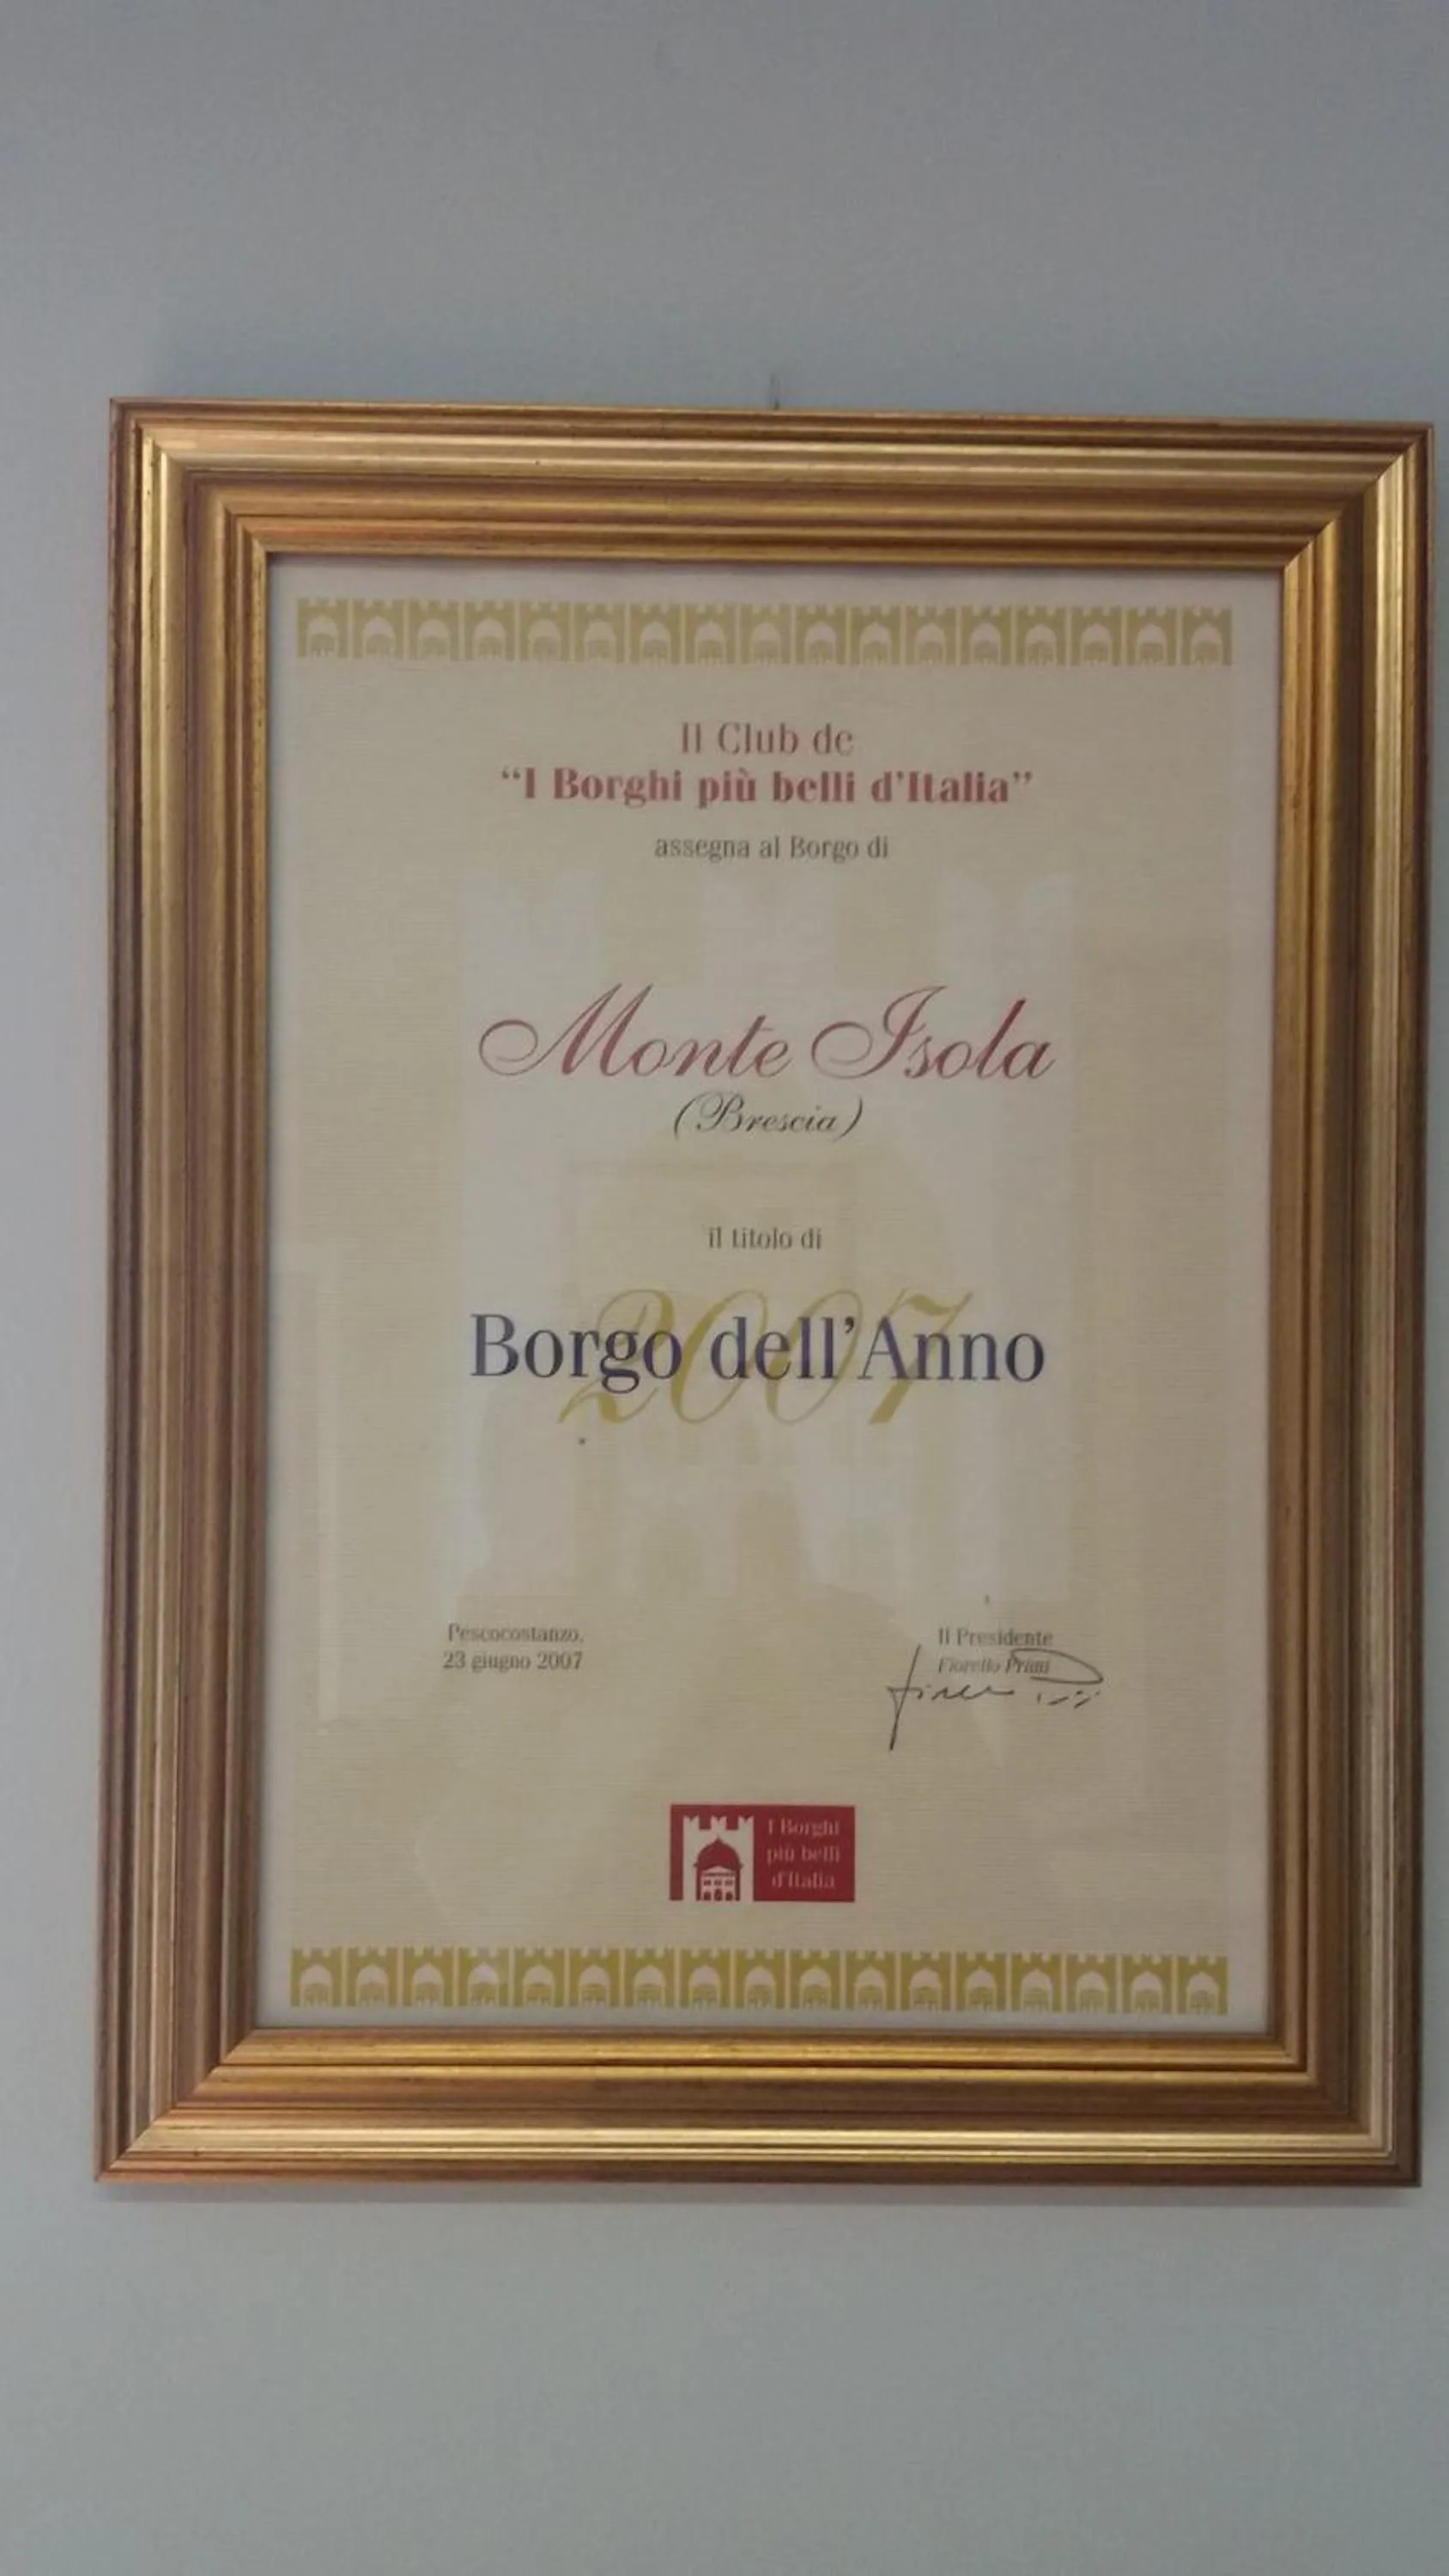 Il Club de
“I Borghi più belli d’Italia”
assegna al Borgo di
Monte Isola
(Brescia)
il titolo di
2007
Borgo dell’Anno
Pescocostanzo,
23 giugno 2007
Il Presidente
Fiorello Primi
I Borghi
più belli
d’Italia